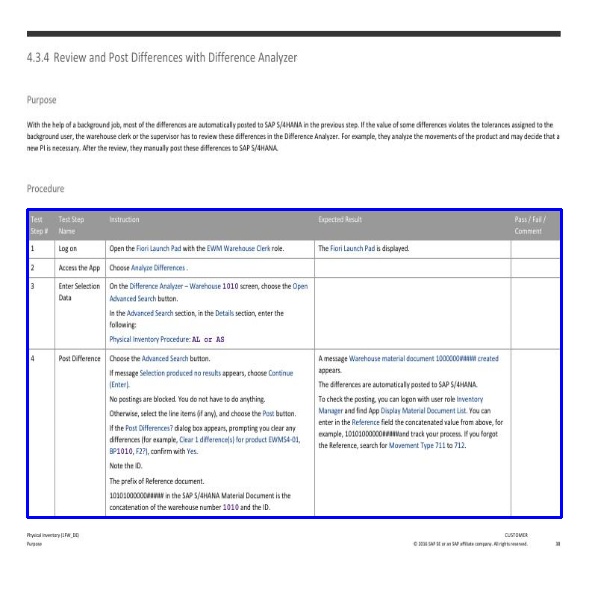 4.3.4 Review and Post Differences with Difference Analyzer
Purpose
With the help of a background job, most of the differences are automatically posted to SAP S/4HANA in the previous step. If the value of some differences violates the tolerances assigned to the
background user, the warehouse clerk or the supervisor has to review these differences in the Difference Analyzer. For example, they analyze the movements of the product and may decide that a
new PI is necessary. After the review, they manually post these differences to SAP S/4HANA.
Procedure
Test Step # Test Step Name Instruction Expected Result Pass / Fail / Comment
1 Log on Open the Fiori Launch Pad with the EWM Warehouse Clerk role. The Fiori Launch Pad is displayed.
2 Access the App Choose Analyze Differences .
3 Enter Selection Data
On the Difference Analyzer – Warehouse 1010 screen, choose the Open
Advanced Search button.
In the Advanced Search section, in the Details section, enter the
following:
Physical Inventory Procedure: AL or AS
4 Post Difference
Choose the Advanced Search button.
If message Selection produced no results appears, choose Continue
(Enter).
No postings are blocked. You do not have to do anything.
Otherwise, select the line items (if any), and choose the Post button.
If the Post Differences? dialog box appears, prompting you clear any
differences (for example, Clear 1 difference(s) for product EWMS4-01,
BP1010, F2?), confirm with Yes.
Note the ID.
The prefix of Reference document.
10101000000##### in the SAP S/4HANA Material Document is the
concatenation of the warehouse number 1010 and the ID.
A message Warehouse material document 1000000##### created
appears.
The differences are automatically posted to SAP S/4HANA.
To check the posting, you can logon with user role Inventory
Manager and find App Display Material Document List. You can
enter in the Reference field the concatenated value from above, for
example, 10101000000#####and track your process. If you forgot
the Reference, search for Movement Type 711 to 712.
Physical Inventory (1FW_DE)
Purpose
CUSTOMER
© 2016 SAP SE or an SAP affiliate company. All rights reserved.